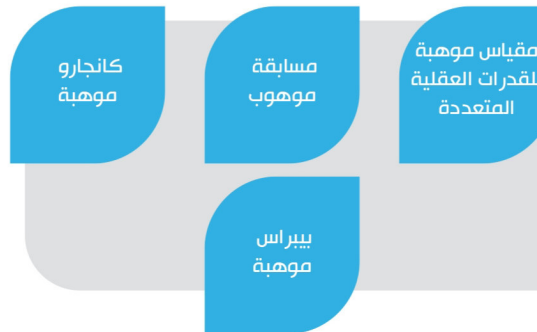 مقياس موهبة
للقدرات العقلية
المتعددة
مسابقة
موهوب
كانجارو
موهبة
بيبراس
موهبة